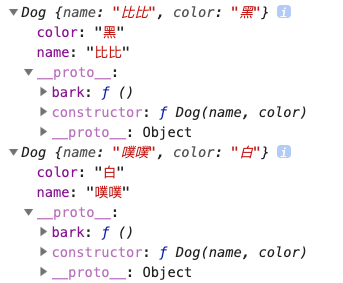 Dog {name: "比比", color: "黑"} i
color: "黑"
name: "比比"
__proto__:
bark: ƒ ()
constructor: ƒ Dog(name, color)
__proto__: Object
Dog {name: "噗噗", color: "白"} i
color: "白"
name: "噗噗"
__proto__:
bark: ƒ ()
constructor: ƒ Dog(name, color)
__proto__: Object